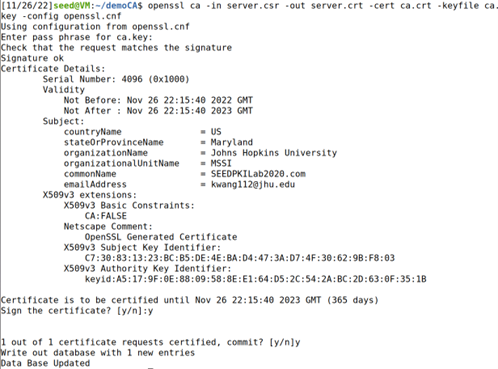 [11/26/22]seed@VM:~/demoCA$ openssl ca -in server.csr -out server.crt -cert ca.crt -keyfile ca.
key -config openssl.cnf
Using configuration from openssl.cnf
Enter pass phrase for ca.key:
Check that the request matches the signature
Signature ok
Certificate Details:
        Serial Number: 4096 (0x1000)
        Validity
            Not Before: Nov 26 22:15:40 2022 GMT
            Not After : Nov 26 22:15:40 2023 GMT
        Subject:
            countryName               = US
            stateOrProvinceName       = Maryland
            organizationName          = Johns Hopkins University
            organizationalUnitName    = MSSI
            commonName                = SEEDPKILab2020.com
            emailAddress              = kwang112@jhu.edu
        X509v3 extensions:
            X509v3 Basic Constraints:
                CA:FALSE
            Netscape Comment:
                OpenSSL Generated Certificate
            X509v3 Subject Key Identifier:
                C7:30:83:13:23:BC:B5:DE:4E:BA:D4:47:3A:D7:4F:30:62:9B:F8:03
            X509v3 Authority Key Identifier:
                keyid:A5:17:9F:0E:88:09:58:8E:E1:64:D5:2C:54:2A:BC:2D:63:0F:35:1B
Certificate is to be certified until Nov 26 22:15:40 2023 GMT (365 days)
Sign the certificate? [y/n]:y
1 out of 1 certificate requests certified, commit? [y/n]y
Write out database with 1 new entries
Data Base Updated